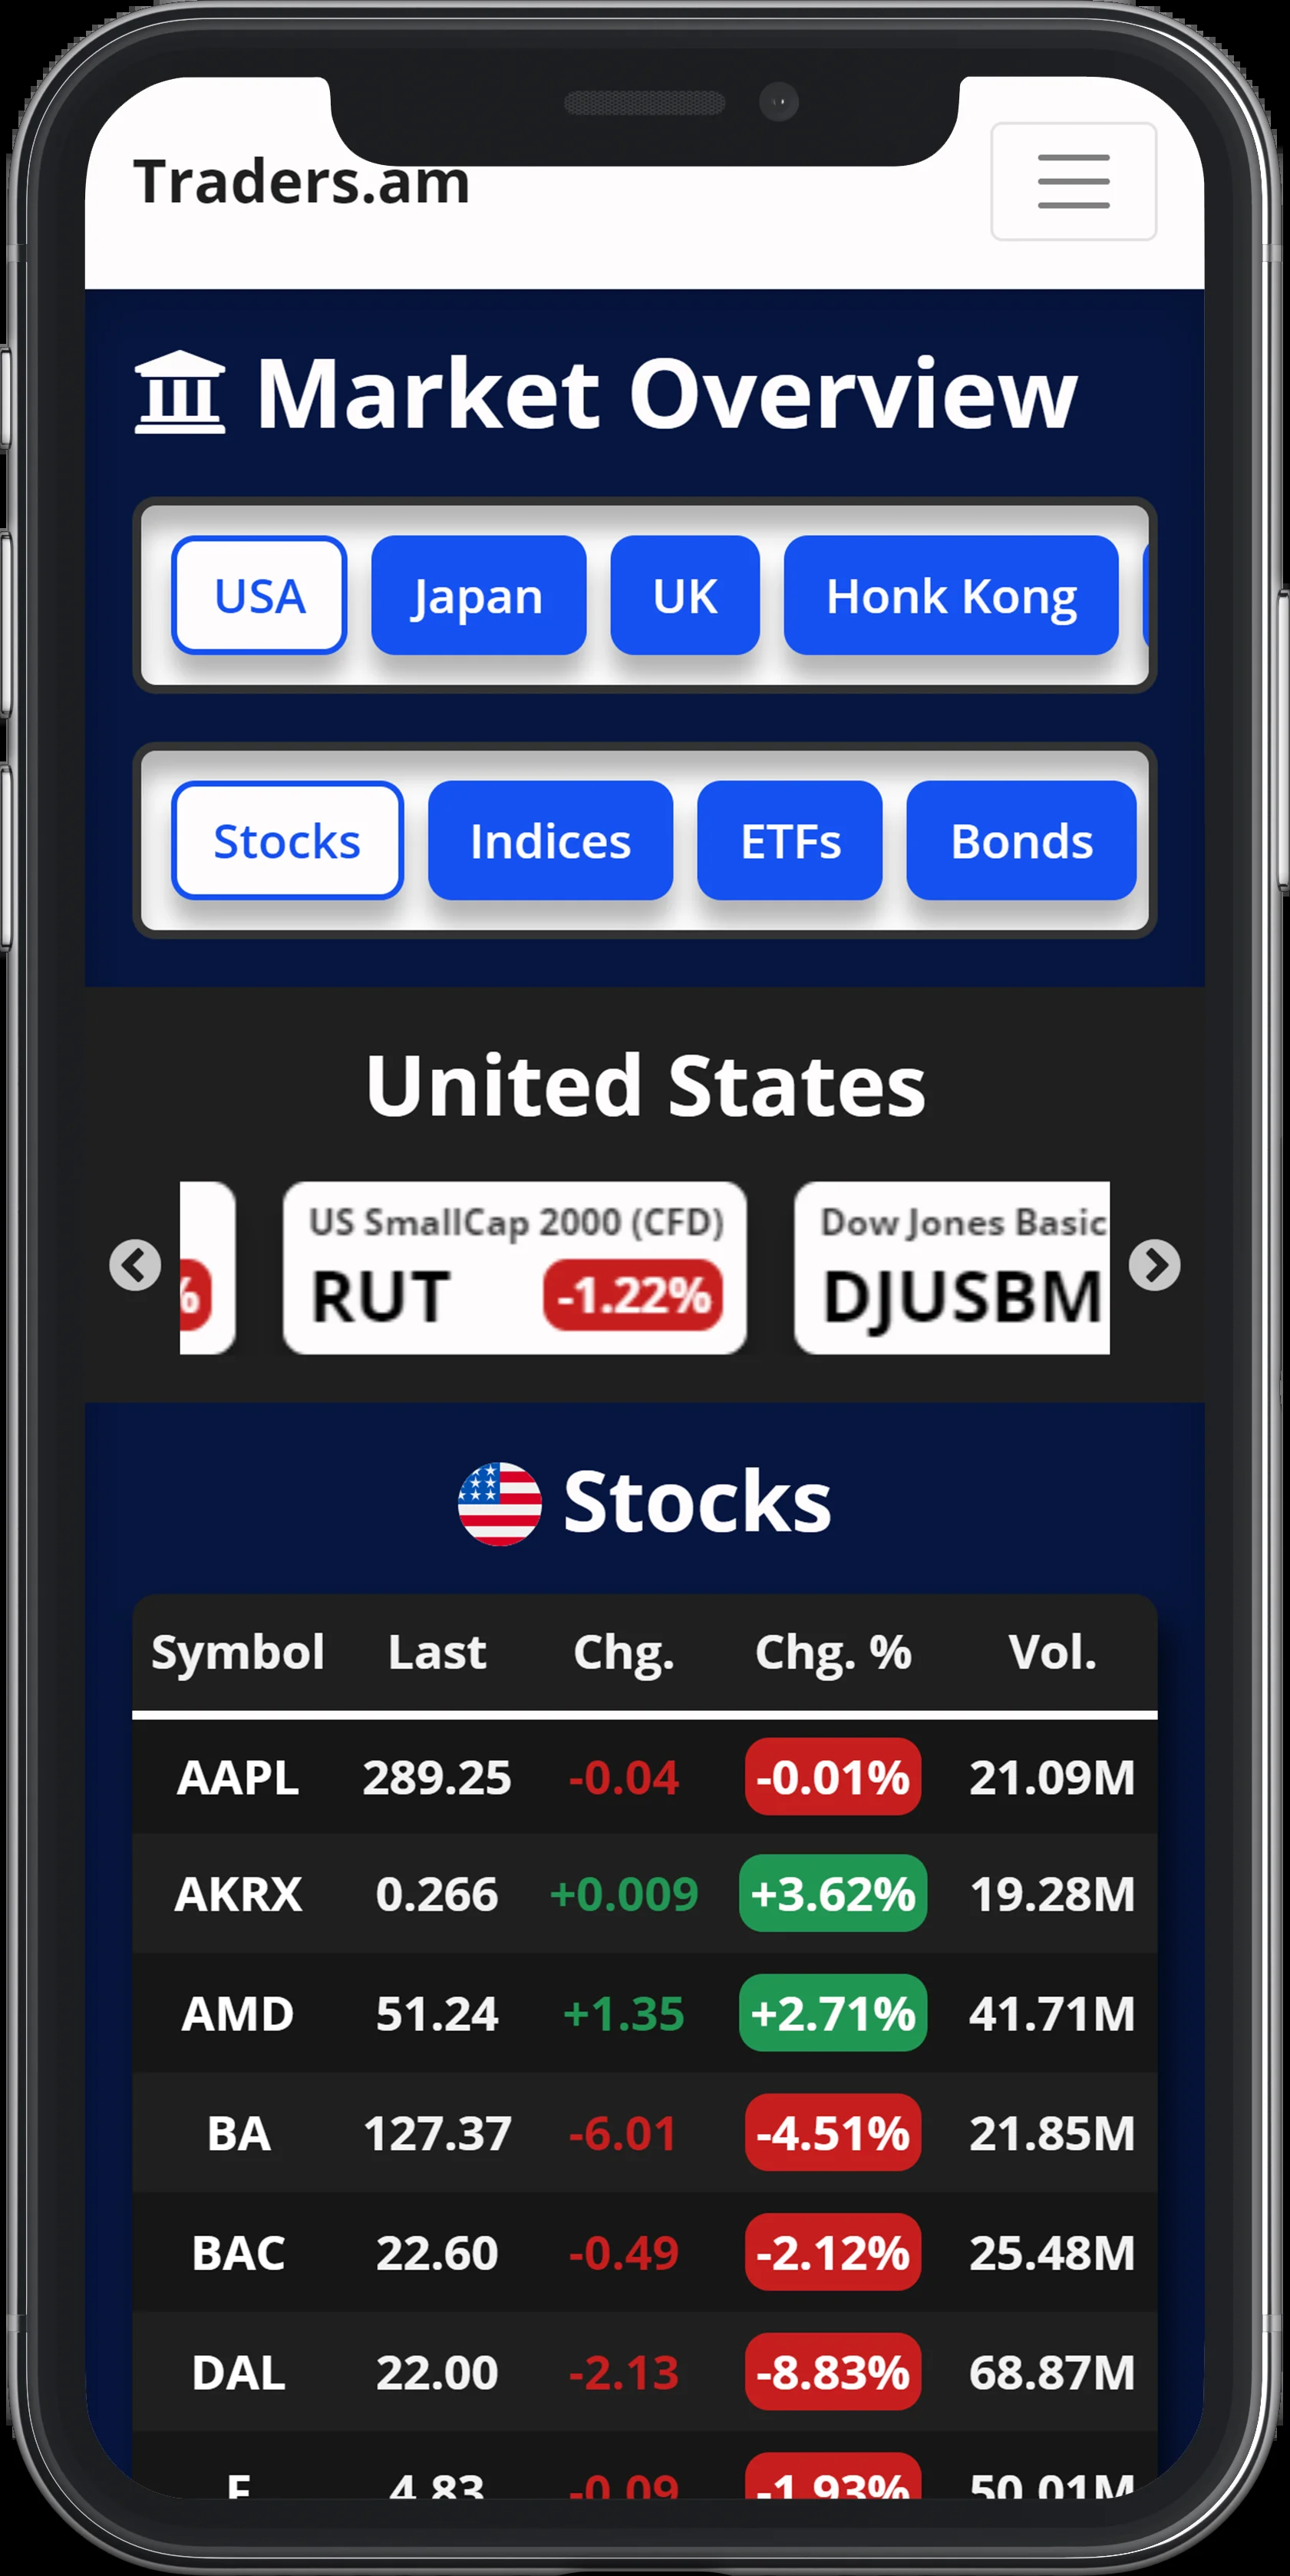 Traders.am
Market Overview
USA Japan UK Honk Kong
Stocks Indices ETFs Bonds
United States
US SmallCap 2000 (CFD) Dow Jones Basic
% RUT -1.22% DJUSBM
Stocks
Symbol Last Chg. Chg. % Vol.
AAPL 289.25 -0.04 -0.01% 21.09M
AKRX 0.266 +0.009 +3.62% 19.28M
AMD 51.24 +1.35 +2.71% 41.71M
BA 127.37 -6.01 -4.51% 21.85M
BAC 22.60 -0.49 -2.12% 25.48M
DAL 22.00 -2.13 -8.83% 68.87M
F 4.83 -0.09 -1.93% 50.01M